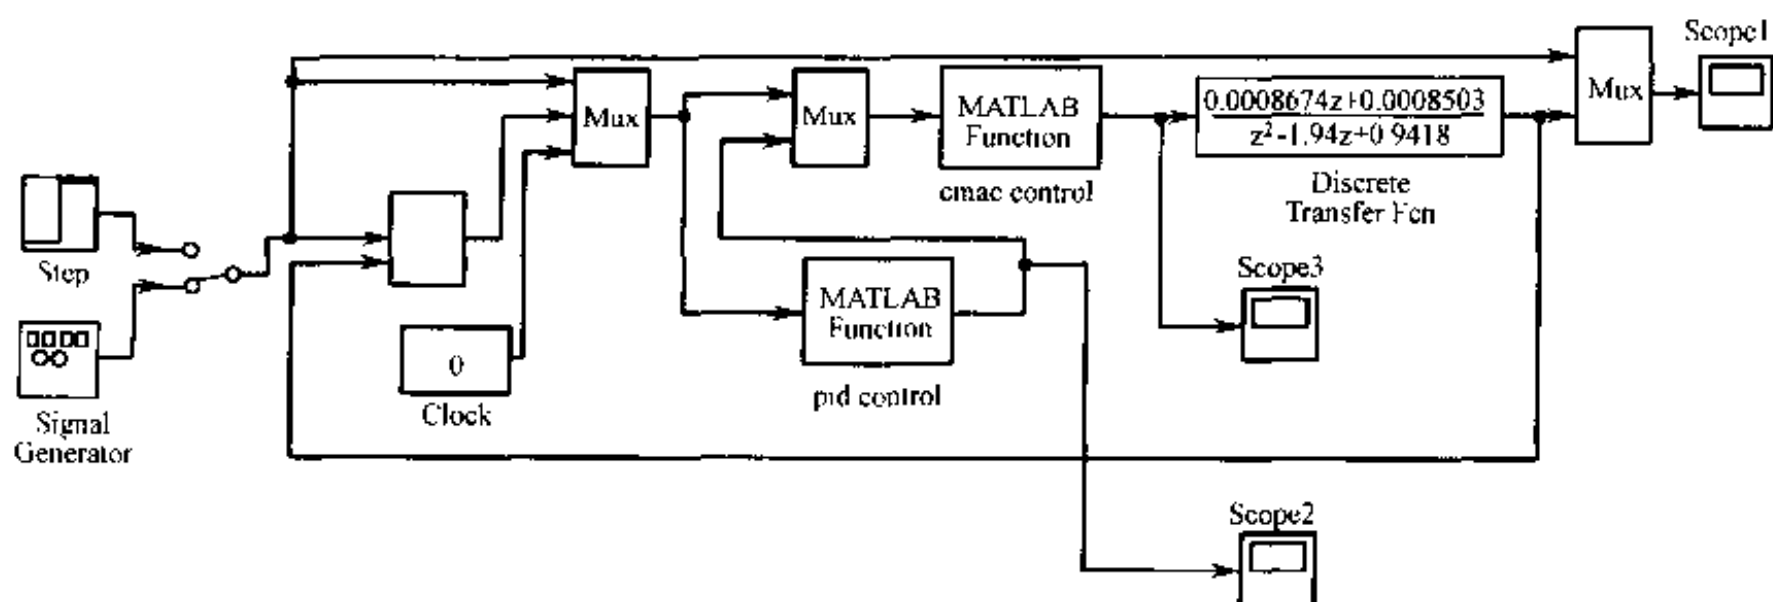 Scope1
Mux
Mux
Mux
MATLAB
Function
cmac control
0.0008674z+0.0008503
z²-1.94z+0.9418
Discrete
Transfer Fcn
Step
Scope3
MATLAB
Function
pid control
0
Clock
Signal
Generator
Scope2